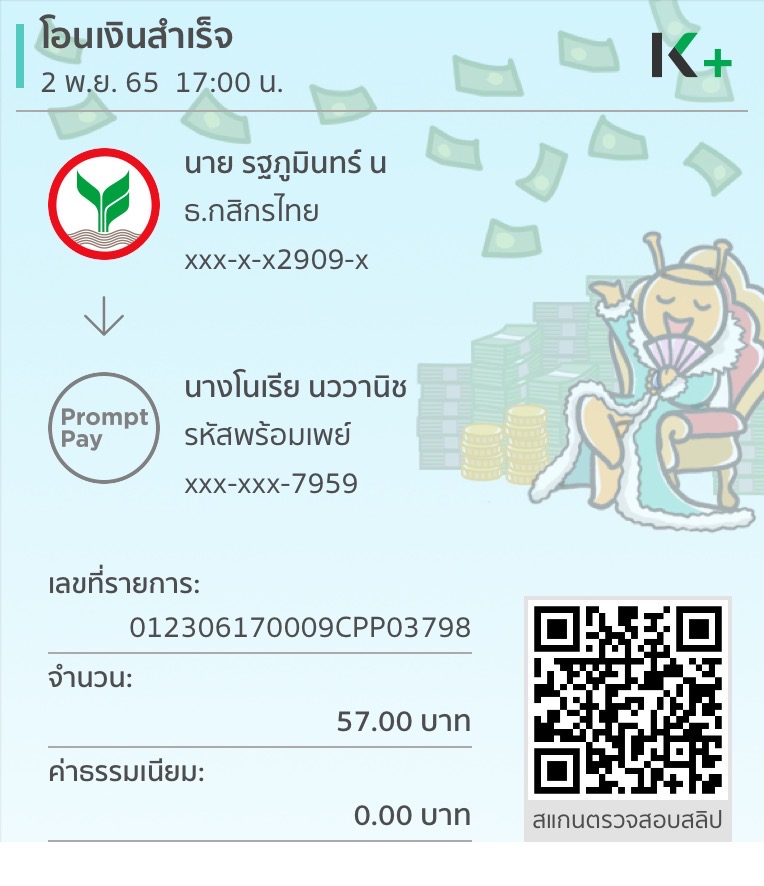 โอนเงินสำเร็จ
2 พ.ย. 65 17:00 น.
K+
นาย รฐภูมินทร์ น
ธ.กสิกรไทย
xxx-x-x2909-x
Prompt
Pay
นางโนเรีย นววานิช
รหัสพร้อมเพย์
xxx-xxx-7959
เลขที่รายการ:
012306170009CPP03798
จำนวน:
57.00 บาท
ค่าธรรมเนียม:
0.00 บาท
สแกนตรวจสอบสลิป